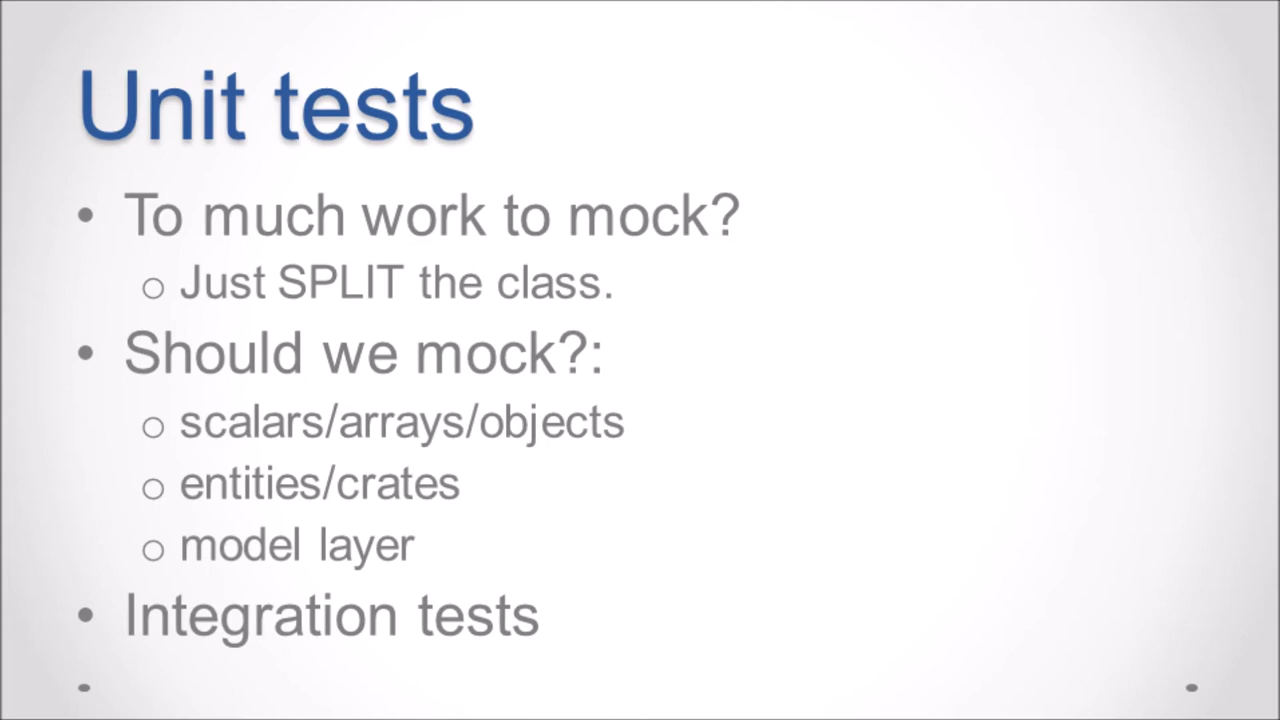 Unit tests
• To much work to mock?
o Just SPLIT the class.
• Should we mock?:
o scalars/arrays/objects
o entities/crates
o model layer
• Integration tests